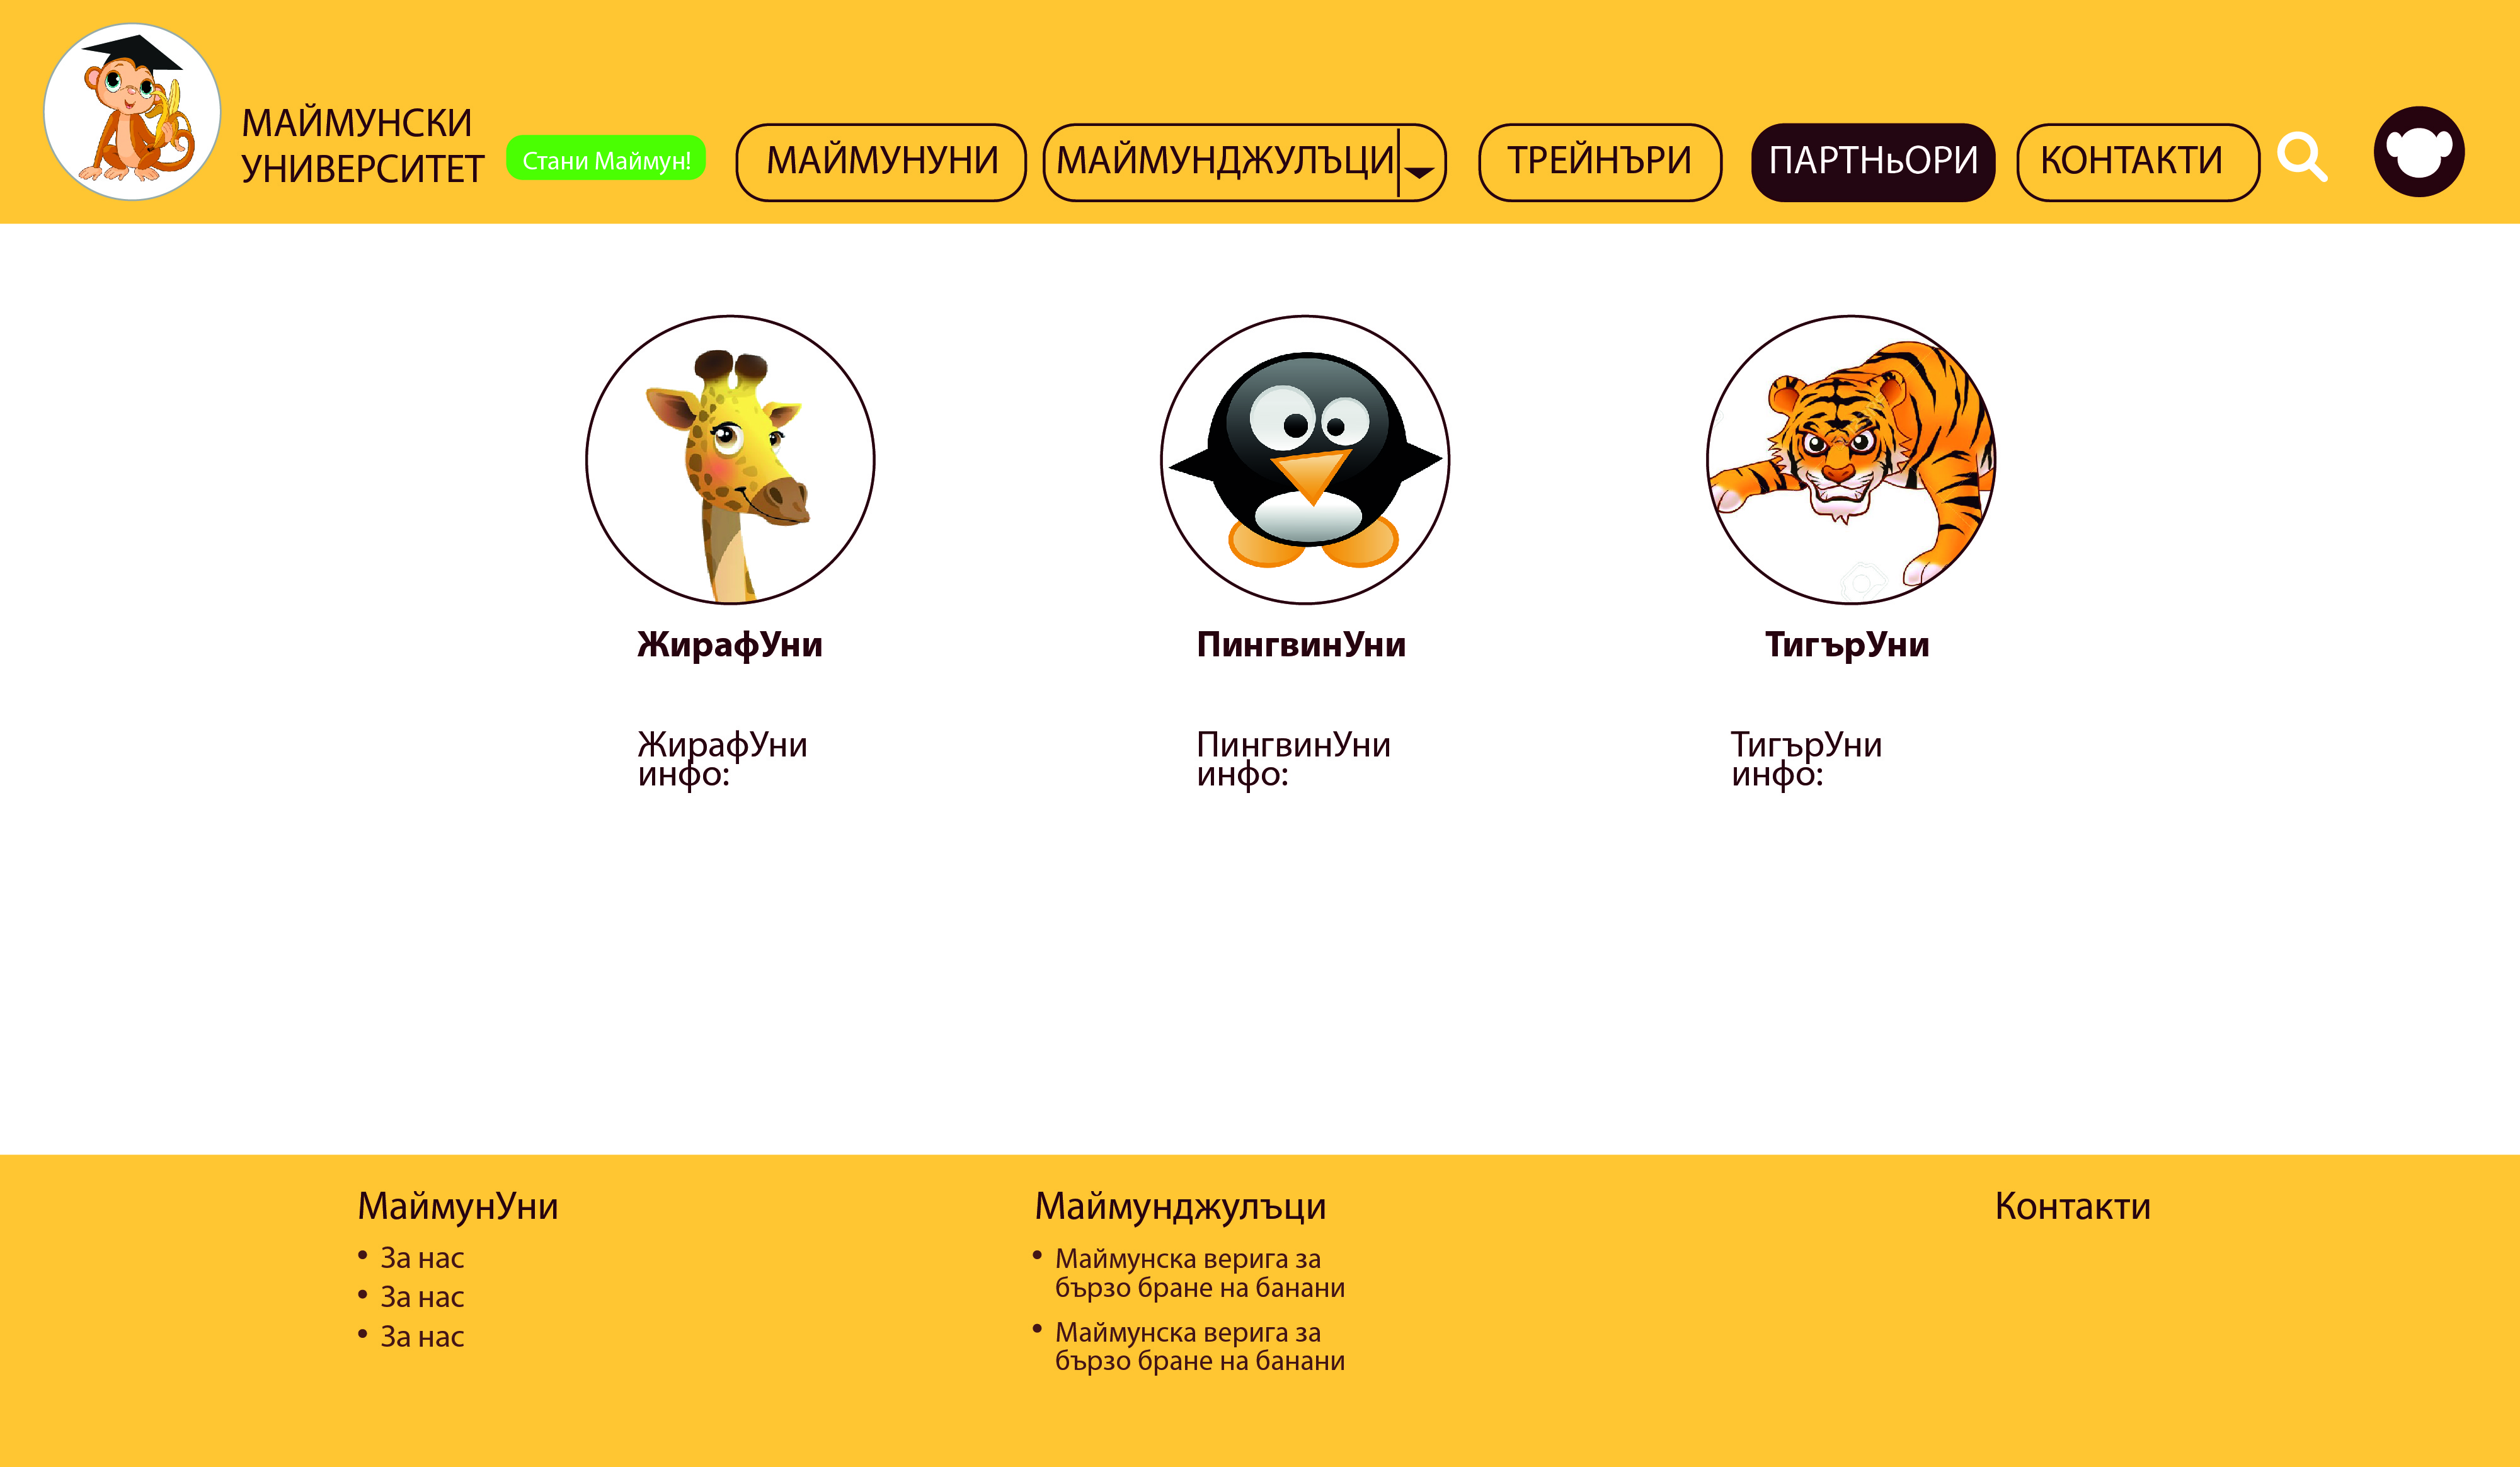 МАЙМУНСКИ
УНИВЕРСИТЕТ
Стани Маймун!
МАЙМУНУНИ
МАЙМУНДЖУЛЪЦИ
ТРЕЙНЪРИ
ПАРТНьОРИ
КОНТАКТИ
ЖирафУни
ПингвинУни
ТигърУни
ЖирафУни
инфо:
ПингвинУни
инфо:
ТигърУни
инфо:
МаймунУни
• За нас
• За нас
• За нас
Маймунджулъци
• Маймунска верига за
бързо бране на банани
• Маймунска верига за
бързо бране на банани
Контакти